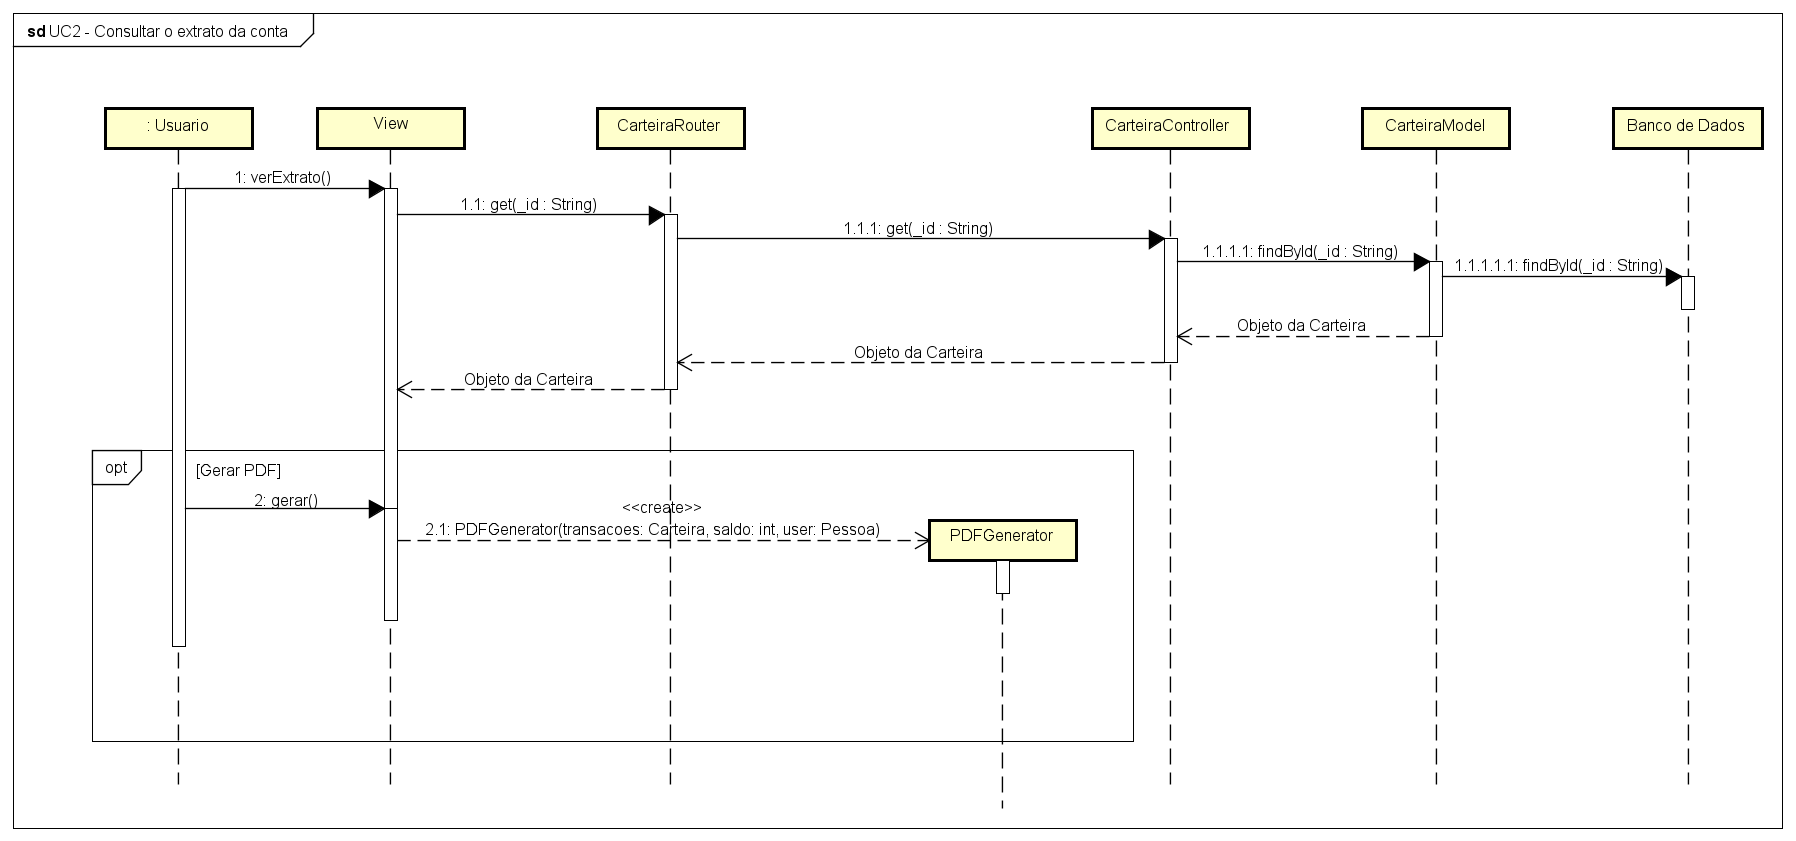 sd UC2 - Consultar o extrato da conta
: Usuario
View
CarteiraRouter
CarteiraController
CarteiraModel
Banco de Dados
1: verExtrato()
1.1: get(_id : String)
1.1.1: get(_id : String)
1.1.1.1: findById(_id : String)
1.1.1.1.1: findById(_id : String)
Objeto da Carteira
Objeto da Carteira
Objeto da Carteira
opt
[Gerar PDF]
2: gerar()
<<create>>
2.1: PDFGenerator(transacoes: Carteira, saldo: int, user: Pessoa)
PDFGenerator